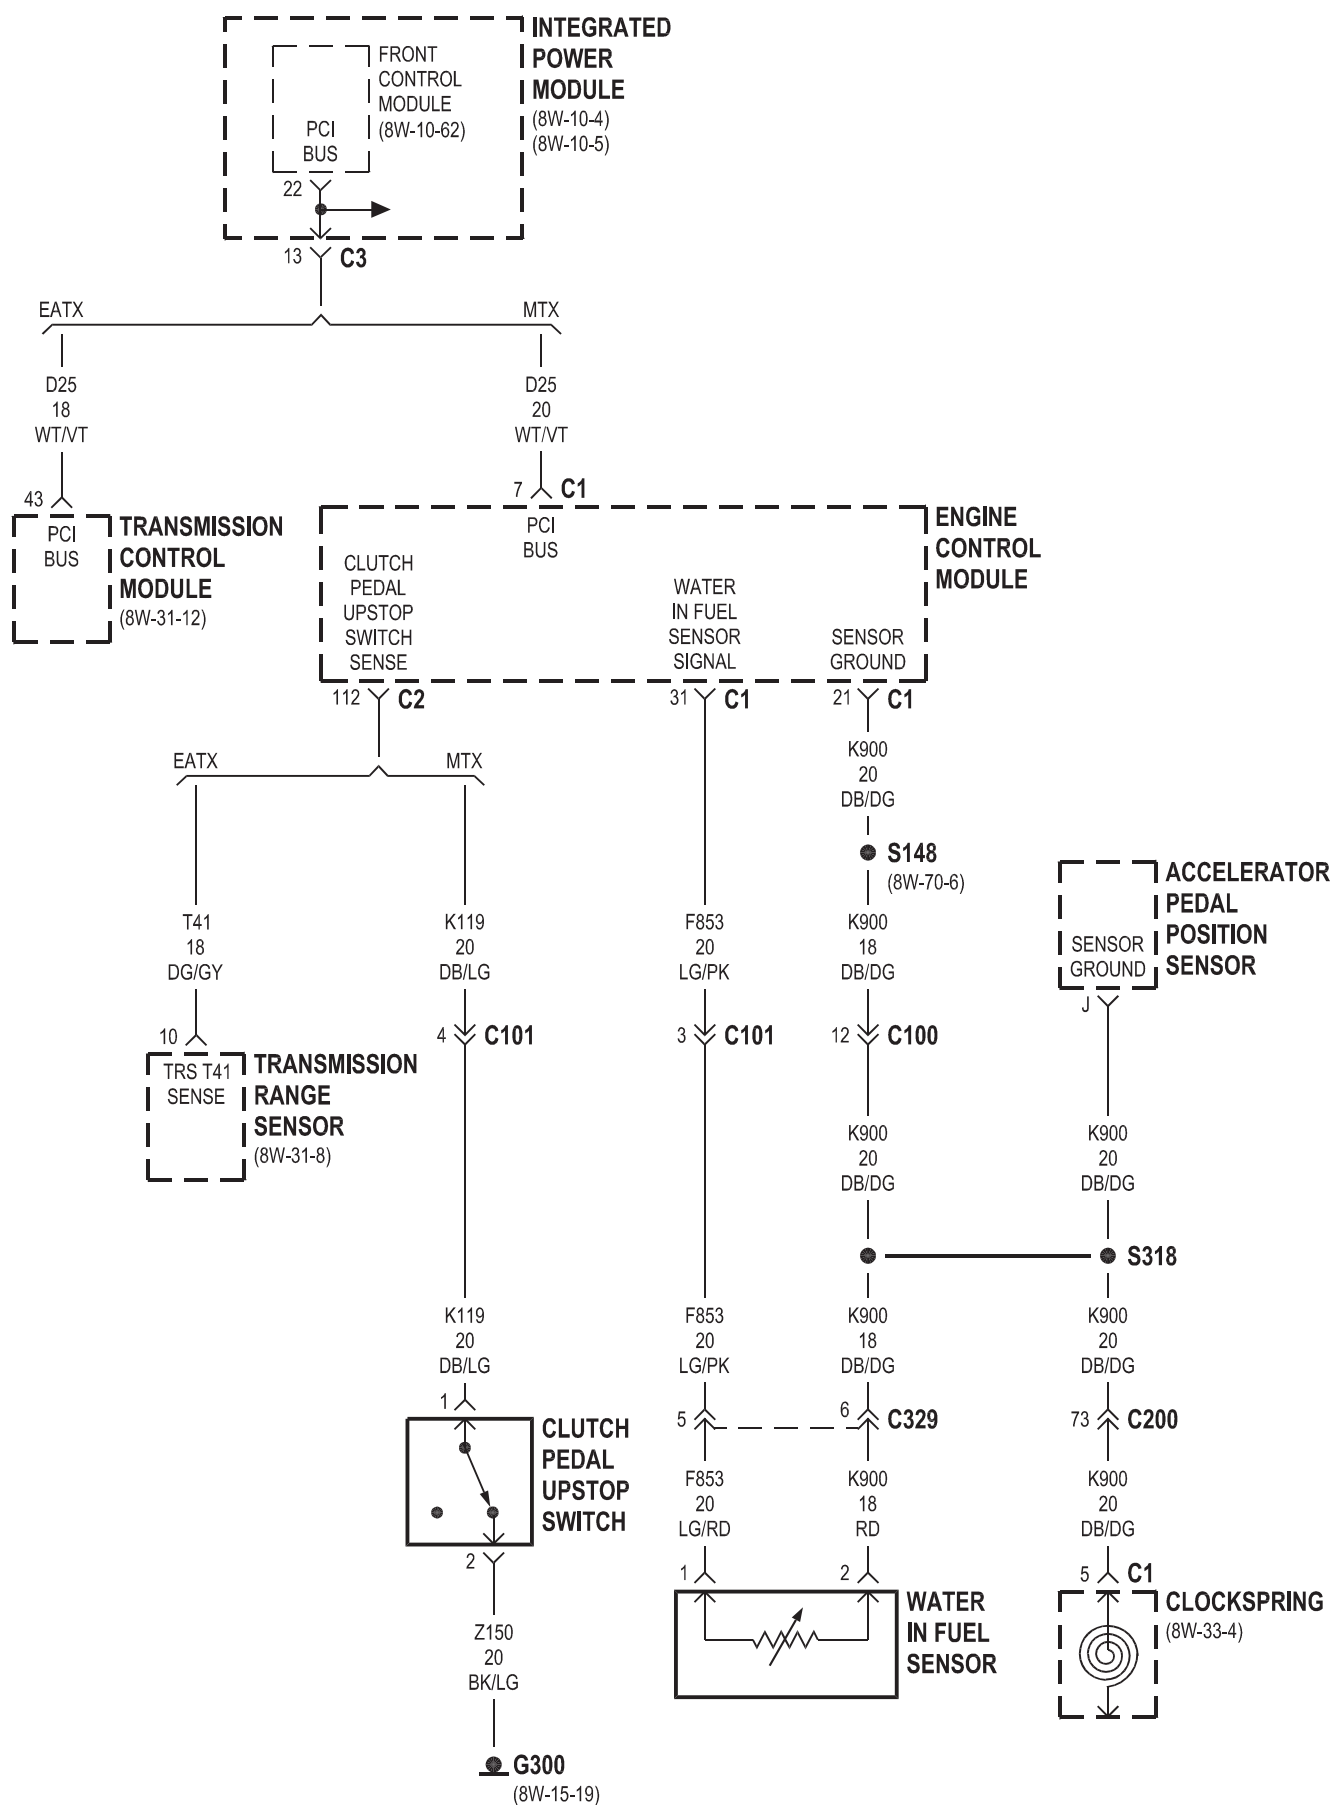 INTEGRATED
POWER
MODULE
(8W-10-4)
(8W-10-5)
FRONT
CONTROL
MODULE
(8W-10-62)
PCI
BUS
22
13 C3
EATX
MTX
D25
18
WT/VT
D25
20
WT/VT
43
PCI
BUS
TRANSMISSION
CONTROL
MODULE
(8W-31-12)
7 C1
PCI
BUS
ENGINE
CONTROL
MODULE
CLUTCH
PEDAL
UPSTOP
SWITCH
SENSE
WATER
IN FUEL
SENSOR
SIGNAL
SENSOR
GROUND
112 C2
31 C1
21 C1
EATX
MTX
K900
20
DB/DG
S148
(8W-70-6)
T41
18
DG/GY
K119
20
DB/LG
F853
20
LG/PK
K900
18
DB/DG
ACCELERATOR
PEDAL
POSITION
SENSOR
SENSOR
GROUND
J
10
TRS T41
SENSE
TRANSMISSION
RANGE
SENSOR
(8W-31-8)
4 C101
3 C101
12 C100
K900
20
DB/DG
K900
20
DB/DG
S318
K119
20
DB/LG
F853
20
LG/PK
K900
18
DB/DG
K900
20
DB/DG
1
CLUTCH
PEDAL
UPSTOP
SWITCH
2
5
6 C329
73 C200
F853
20
LG/RD
K900
18
RD
K900
20
DB/DG
1
2
WATER
IN FUEL
SENSOR
5 C1
CLOCKSPRING
(8W-33-4)
Z150
20
BK/LG
G300
(8W-15-19)